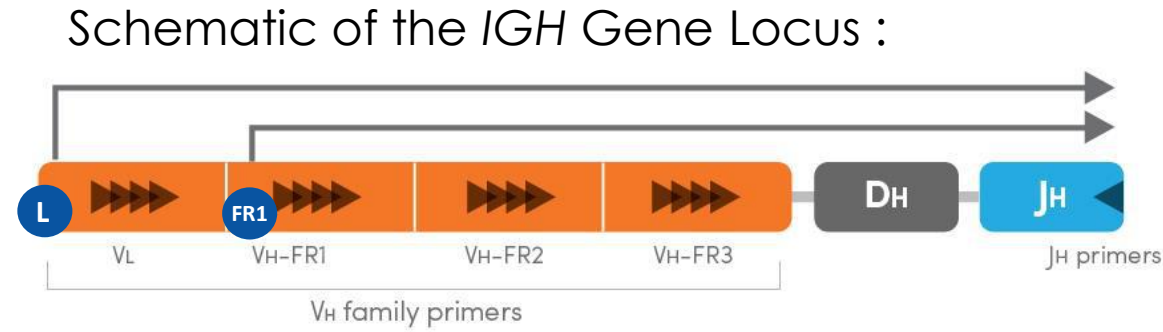 Schematic of the IGH Gene Locus :
L
FR1
DH
JH
VL
VH-FR1
VH-FR2
VH-FR3
JH primers
VH family primers